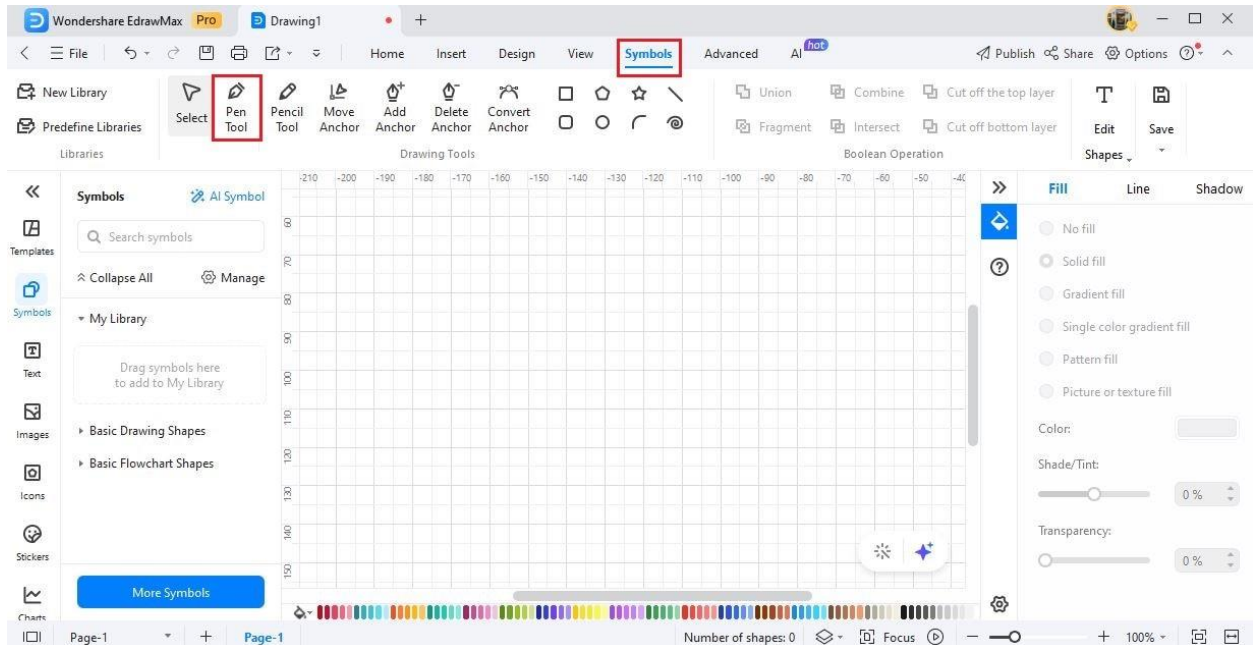 Wondershare EdrawMax Pro Drawing1
File Home Insert Design View Symbols Advanced AI hot Publish Share Options
New Library
Predefine Libraries
Libraries
Select
Pen Tool
Pencil Tool
Move Anchor
Add Anchor
Delete Anchor
Convert Anchor
Drawing Tools
Union Combine Cut off the top layer
Fragment Intersect Cut off bottom layer
Boolean Operation
Edit Shapes
Save
-210 -200 -190 -180 -170 -160 -150 -140 -130 -120 -110 -100 -90 -80 -70 -60 -50 -40
60
70
80
90
100
110
120
130
140
150
Templates
Symbols
Text
Images
Icons
Stickers
Charts
Symbols AI Symbol
Search symbols
Collapse All Manage
My Library
Drag symbols here
to add to My Library
Basic Drawing Shapes
Basic Flowchart Shapes
More Symbols
Fill Line Shadow
No fill
Solid fill
Gradient fill
Single color gradient fill
Pattern fill
Picture or texture fill
Color:
Shade/Tint:
0 %
Transparency:
0 %
Page-1 Page-1 Number of shapes: 0 Focus 100%